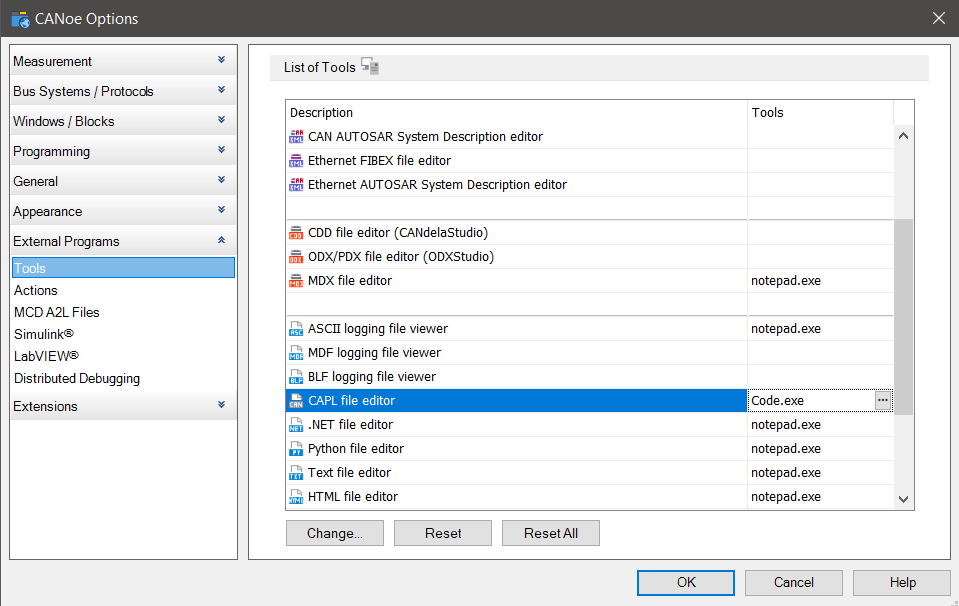 CANoe Options
Measurement
Bus Systems / Protocols
Windows / Blocks
Programming
General
Appearance
External Programs
Tools
Actions
MCD A2L Files
Simulink®
LabVIEW®
Distributed Debugging
Extensions
List of Tools
Description Tools
CAN AUTOSAR System Description editor
Ethernet FIBEX file editor
Ethernet AUTOSAR System Description editor
CDD file editor (CANdelaStudio)
ODX/PDX file editor (ODXStudio)
MDX file editor notepad.exe
ASCII logging file viewer notepad.exe
MDF logging file viewer
BLF logging file viewer
CAPL file editor Code.exe ...
.NET file editor notepad.exe
Python file editor notepad.exe
Text file editor notepad.exe
HTML file editor notepad.exe
Change... Reset Reset All
OK Cancel Help